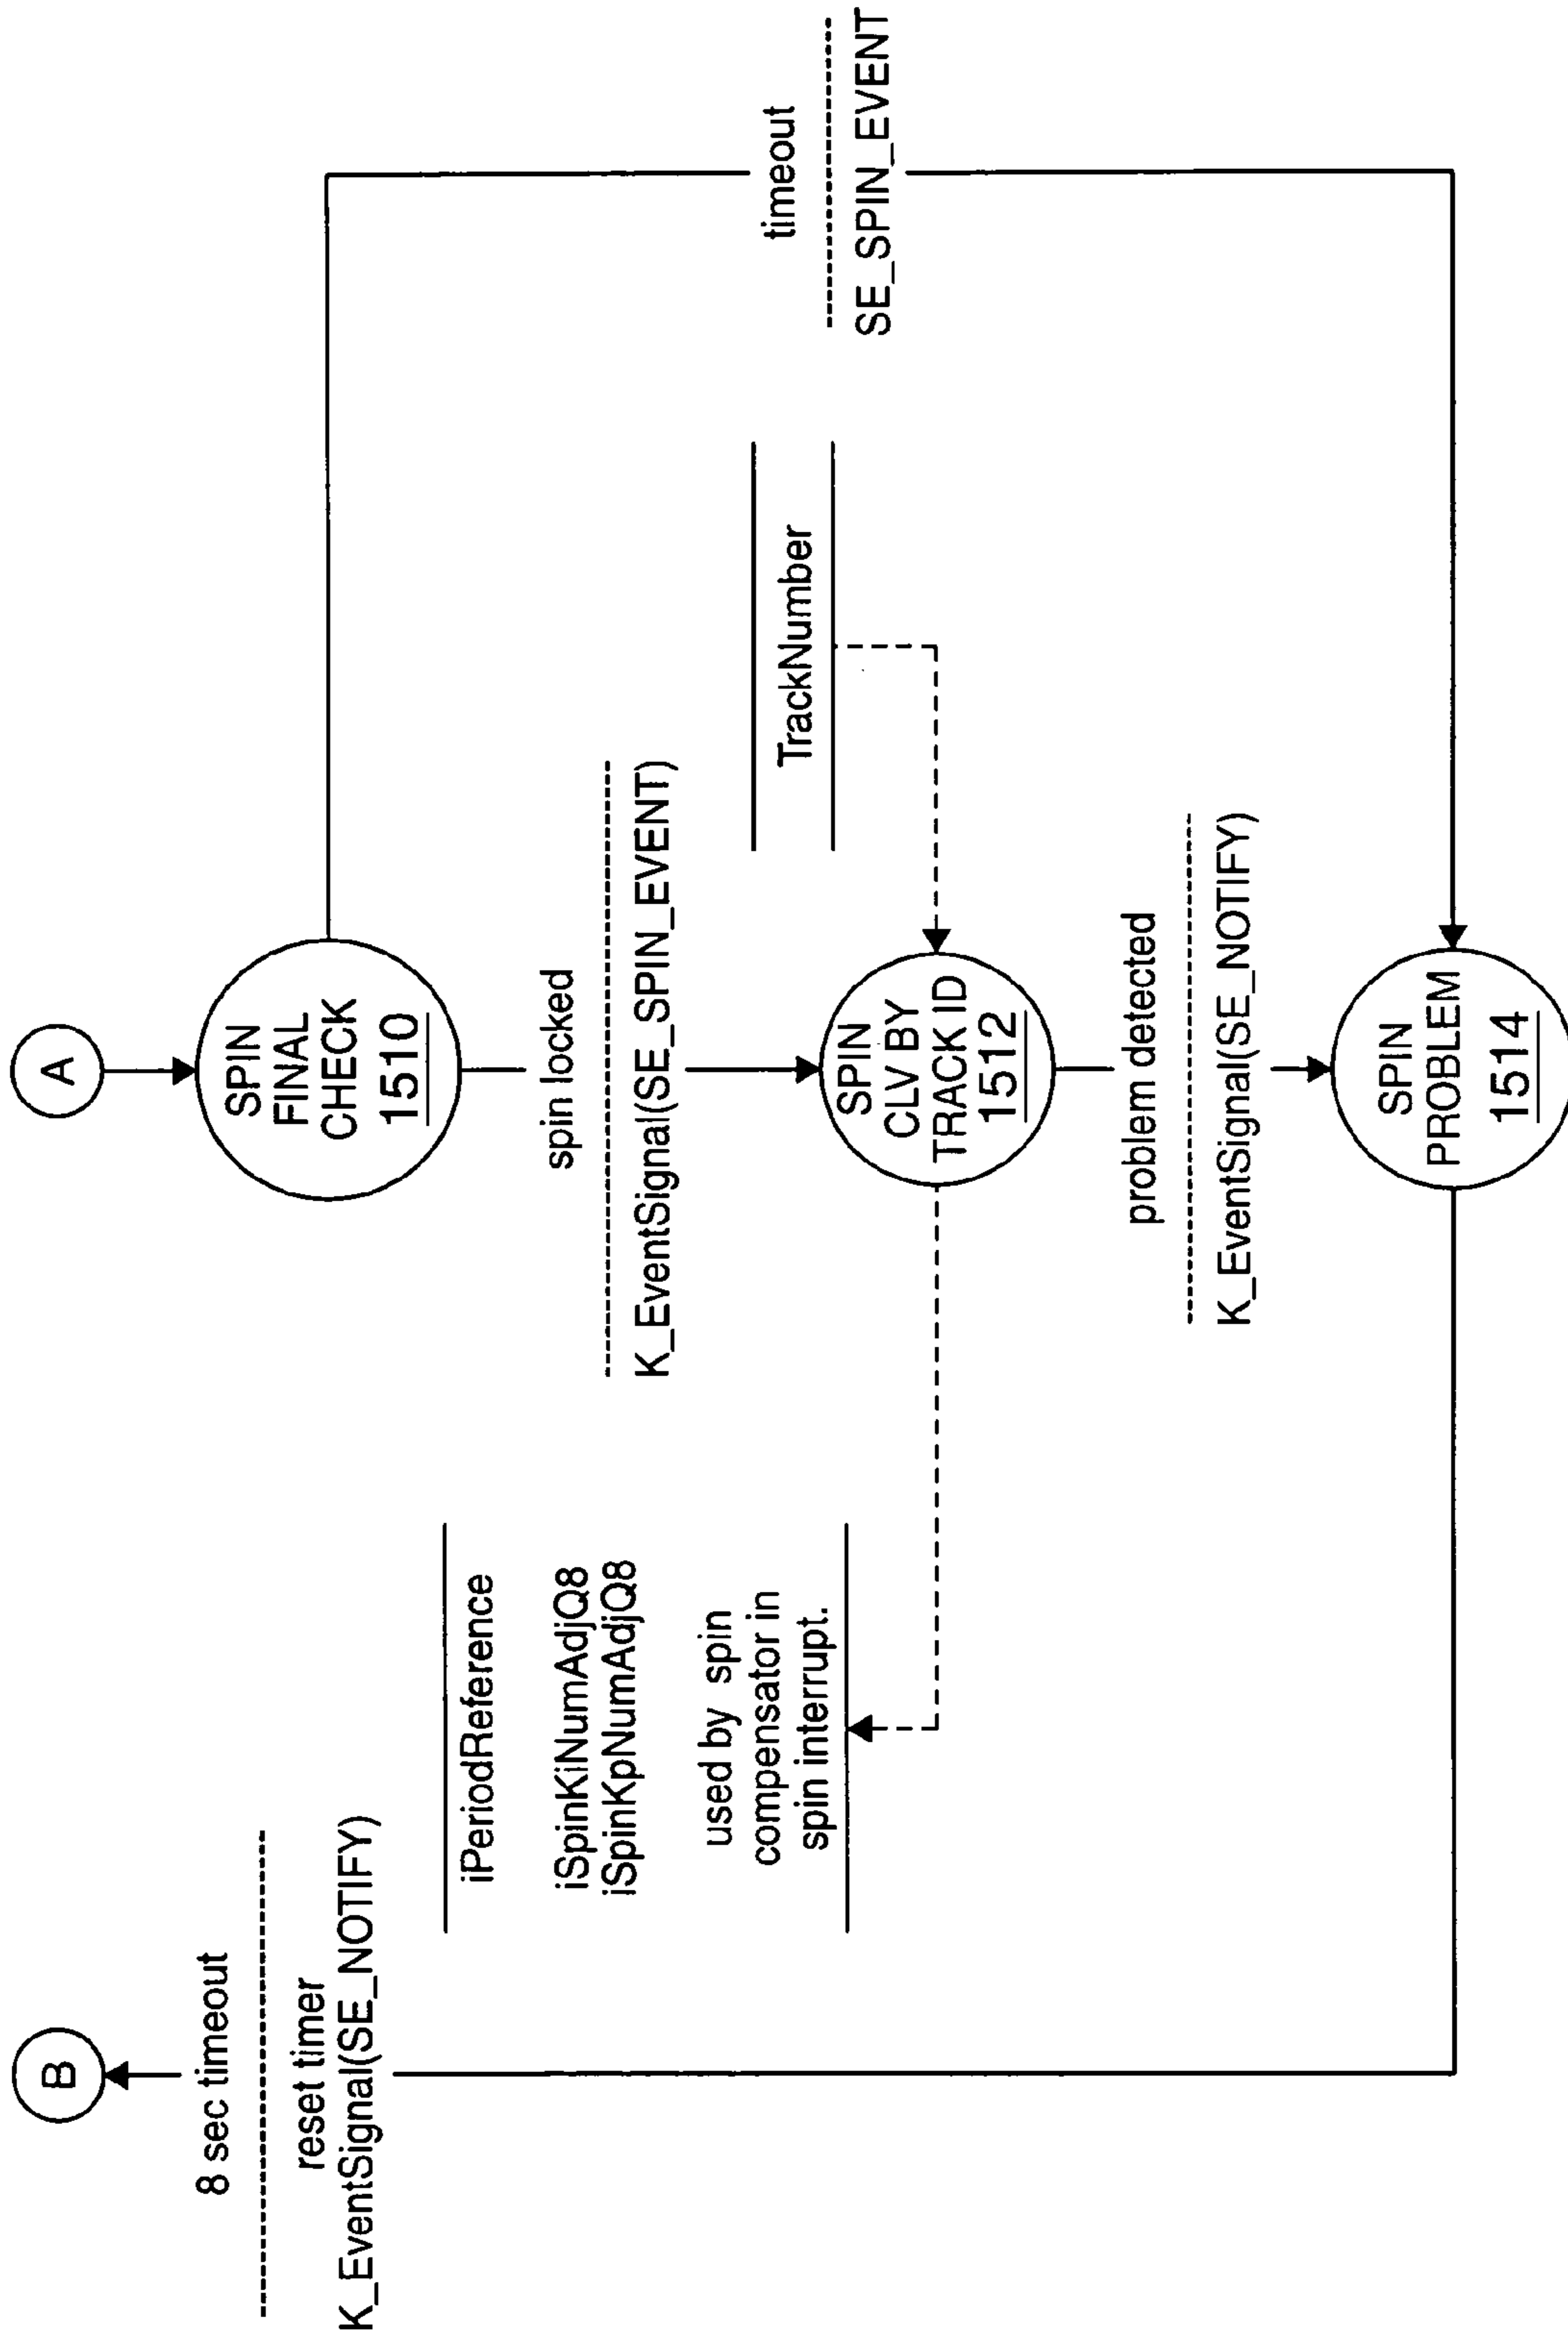 A
SPIN
FINAL
CHECK
1510
spin locked
K_EventSignal(SE_SPIN_EVENT)
timeout
SE_SPIN_EVENT
TrackNumber
SPIN
CLV BY
TRACK ID
1512
problem detected
K_EventSignal(SE_NOTIFY)
SPIN
PROBLEM
1514
iPeriodReference
iSpinKiNumAdjQ8
iSpinKpNumAdjQ8
used by spin
compensator in
spin interrupt.
B
8 sec timeout
reset timer
K_EventSignal(SE_NOTIFY)